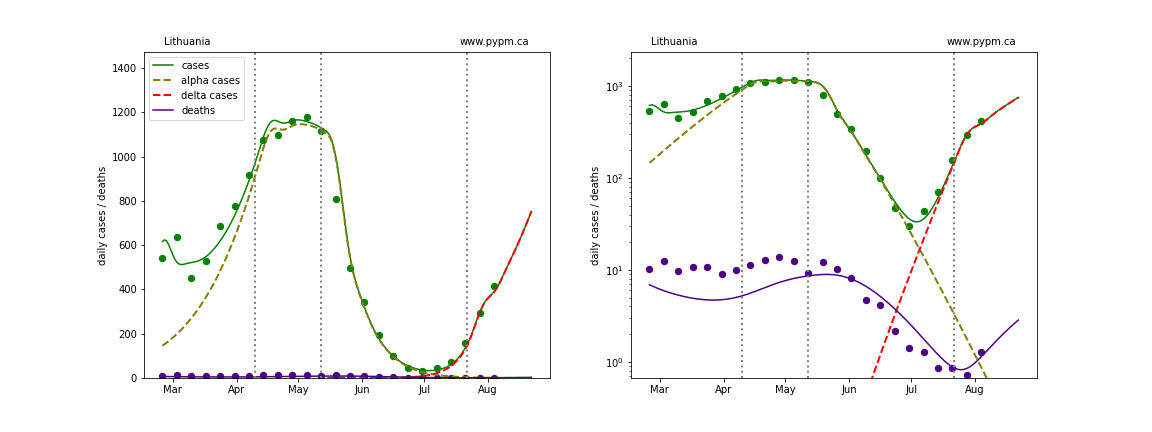 Lithuania www.pypm.ca
cases
alpha cases
delta cases
deaths
daily cases / deaths
1400
1200
1000
800
600
400
200
0
Mar Apr May Jun Jul Aug
Lithuania www.pypm.ca
daily cases / deaths
10³
10²
10¹
10⁰
Mar Apr May Jun Jul Aug